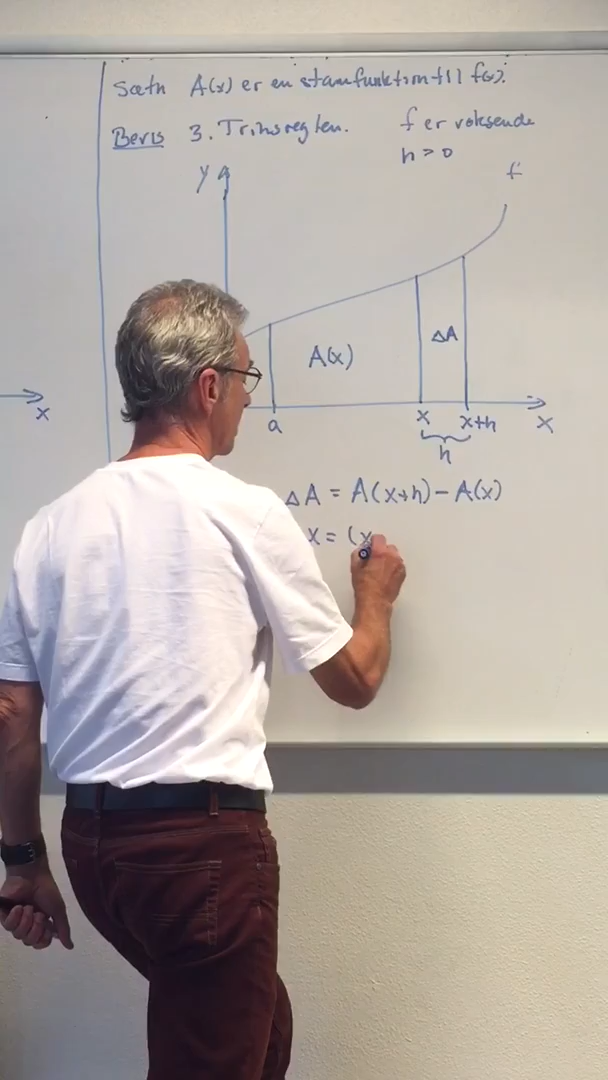 Sætn A(x) er en stamfunktion til f(x).
Bevis 3. Trinsreglen. f er voksende
h > 0
y
f
A(x)
ΔA
x
a
x
x+h
x
h
ΔA = A(x+h) - A(x)
x = (x